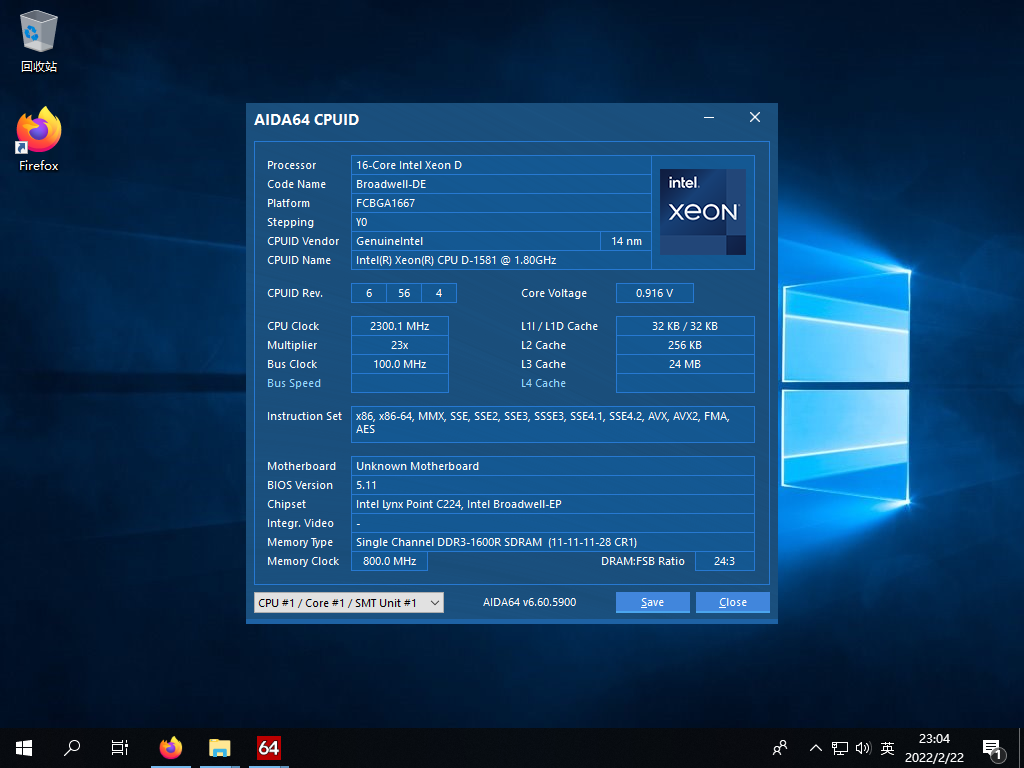 回收站
Firefox
AIDA64 CPUID
Processor 16-Core Intel Xeon D
Code Name Broadwell-DE
Platform FCBGA1667
Stepping Y0
CPUID Vendor GenuineIntel 14 nm
CPUID Name Intel(R) Xeon(R) CPU D-1581 @ 1.80GHz
intel.
XEON
CPUID Rev. 6 56 4 Core Voltage 0.916 V
CPU Clock 2300.1 MHz L1I / L1D Cache 32 KB / 32 KB
Multiplier 23x L2 Cache 256 KB
Bus Clock 100.0 MHz L3 Cache 24 MB
Bus Speed L4 Cache
Instruction Set x86, x86-64, MMX, SSE, SSE2, SSE3, SSSE3, SSE4.1, SSE4.2, AVX, AVX2, FMA,
AES
Motherboard Unknown Motherboard
BIOS Version 5.11
Chipset Intel Lynx Point C224, Intel Broadwell-EP
Integr. Video -
Memory Type Single Channel DDR3-1600R SDRAM (11-11-11-28 CR1)
Memory Clock 800.0 MHz DRAM:FSB Ratio 24:3
CPU #1 / Core #1 / SMT Unit #1 AIDA64 v6.60.5900 Save Close
64
英
23:04
2022/2/22
1